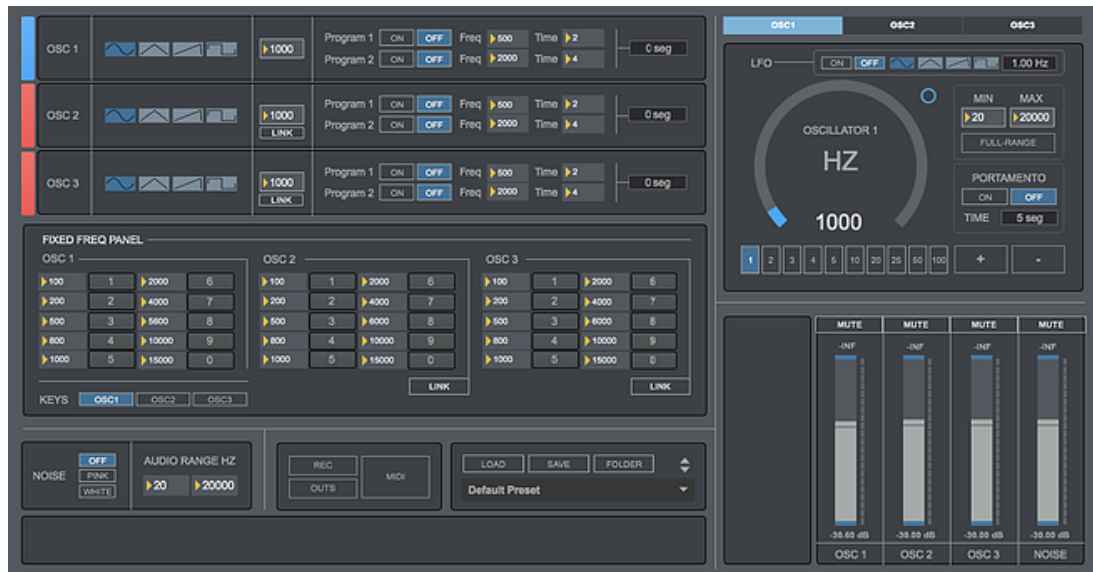 OSC 1
1000
Program 1 ON OFF Freq 500 Time 2
Program 2 ON OFF Freq 2000 Time 4
0 seg
OSC 2
1000
LINK
Program 1 ON OFF Freq 500 Time 2
Program 2 ON OFF Freq 2000 Time 4
0 seg
OSC 3
1000
LINK
Program 1 ON OFF Freq 500 Time 2
Program 2 ON OFF Freq 2000 Time 4
0 seg
FIXED FREQ PANEL
OSC 1
100 1 2000 6
200 2 4000 7
500 3 5600 8
800 4 10000 9
1000 5 15000 0
OSC 2
100 1 2000 6
200 2 4000 7
500 3 6000 8
800 4 10000 9
1000 5 15000 0
LINK
OSC 3
100 1 2000 6
200 2 4000 7
500 3 6000 8
800 4 10000 9
1000 5 15000 0
LINK
KEYS OSC1 OSC2 OSC3
NOISE
OFF
PINK
WHITE
AUDIO RANGE HZ
20 20000
REC
OUTS
MIDI
LOAD SAVE FOLDER
Default Preset
OSC1 OSC2 OSC3
LFO ON OFF 1.00 Hz
OSCILLATOR 1
HZ
1000
MIN MAX
20 20000
FULL-RANGE
PORTAMENTO
ON OFF
TIME 5 seg
1 2 3 4 5 10 20 25 50 100 + -
MUTE MUTE MUTE MUTE
-INF -INF -INF -INF
-30.60 dB -30.00 dB -30.00 dB -30.00 dB
OSC 1 OSC 2 OSC 3 NOISE